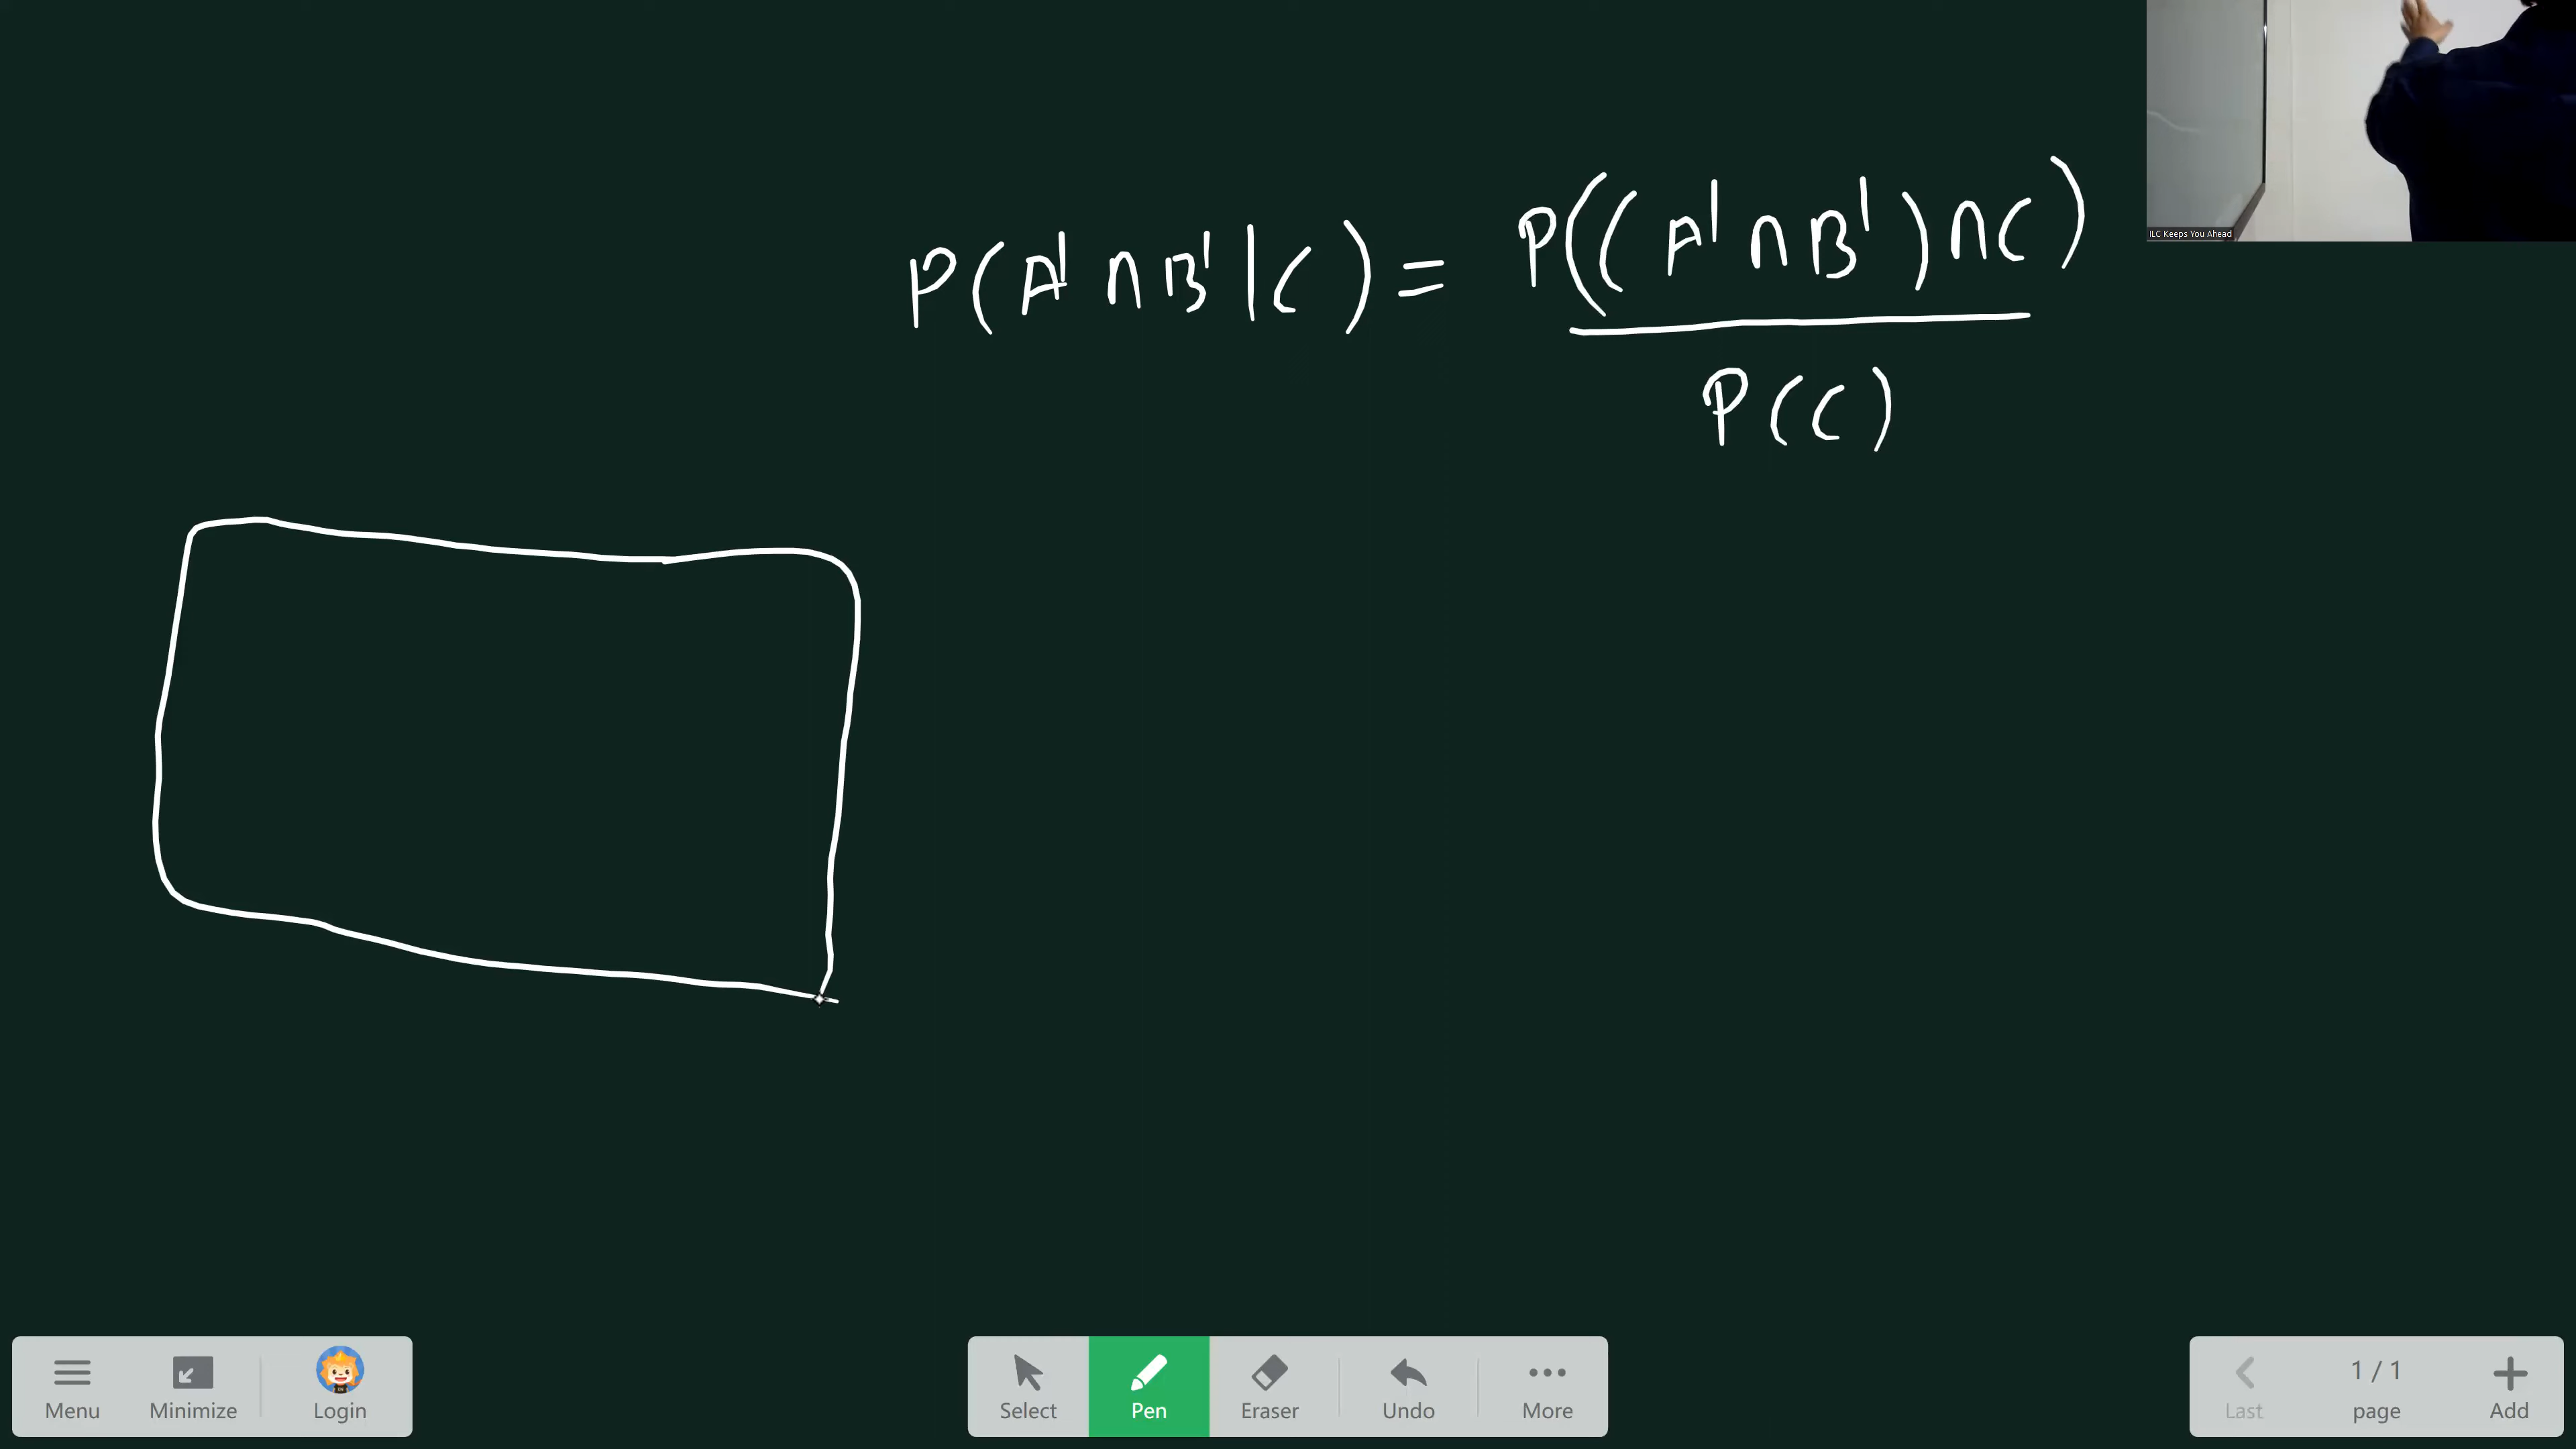 P(A'∩B'|C) = P((A'∩B')∩C)
P(C)
ILC Keeps You Ahead
Menu Minimize Login Select Pen Eraser Undo More Last 1 / 1 page Add